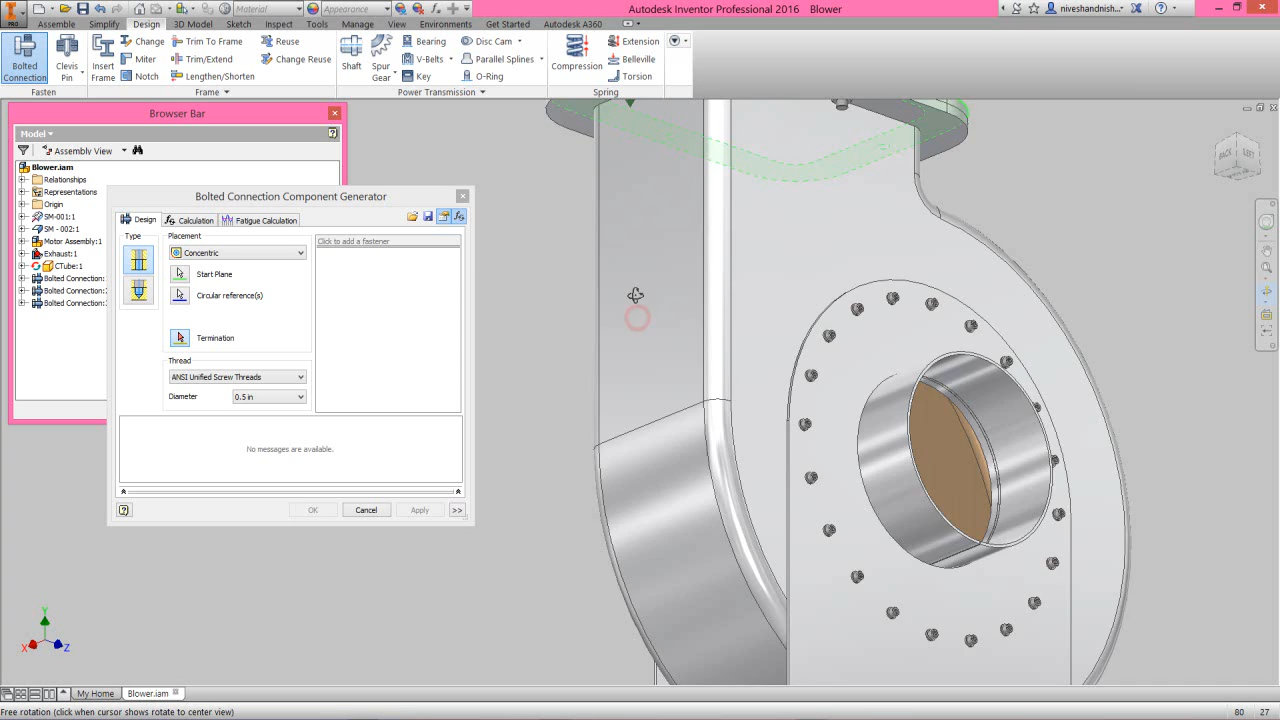 Material
Appearance
Autodesk Inventor Professional 2016 Blower
niveshandnish...
PRO
Assemble Simplify Design 3D Model Sketch Inspect Tools Manage View Environments Get Started Autodesk A360
Bolted Connection
Clevis Pin
Insert Frame
Change
Miter
Notch
Trim To Frame
Trim/Extend
Lengthen/Shorten
Reuse
Change Reuse
Shaft
Spur Gear
Bearing
V-Belts
Key
Disc Cam
Parallel Splines
O-Ring
Compression
Extension
Belleville
Torsion
Fasten Frame Power Transmission Spring
Browser Bar
Model
Assembly View
Blower.iam
Relationships
Representations
Origin
SM-001:1
SM - 002:1
Motor Assembly:1
Exhaust:1
CTube:1
Bolted Connection:
Bolted Connection:
Bolted Connection:
Bolted Connection Component Generator
Design Calculation Fatigue Calculation
Type
Placement
Concentric
Start Plane
Circular reference(s)
Termination
Thread
ANSI Unified Screw Threads
Diameter 0.5 in
Click to add a fastener
No messages are available.
OK Cancel Apply >>
BACK LEFT
Y
X Z
My Home Blower.iam
Free rotation (click when cursor shows rotate to center view) 80 27